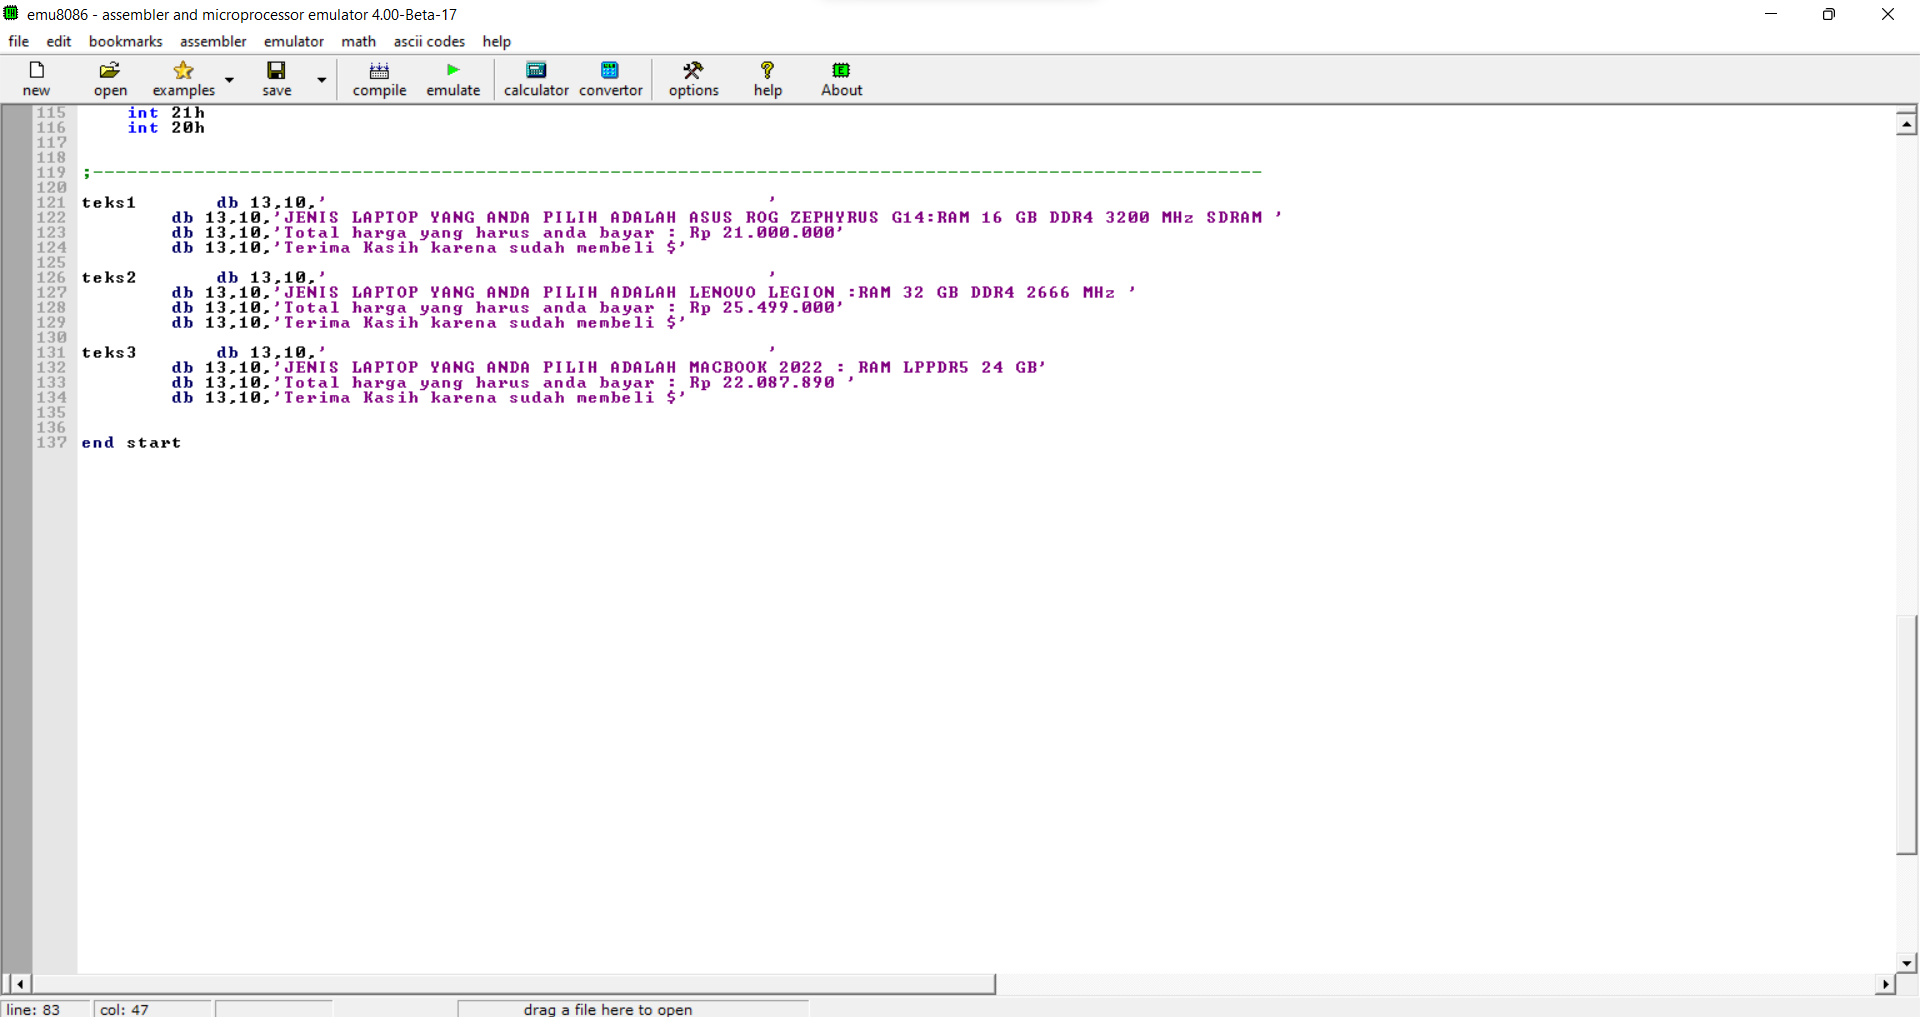 emu8086 - assembler and microprocessor emulator 4.00-Beta-17
file edit bookmarks assembler emulator math ascii codes help
new open examples save compile emulate calculator convertor options help About
115 int 21h
116 int 20h
117
118
119 ;--------------------------------------------------------------------------------------------------------
120
121 teks1 db 13,10,' '
122 db 13,10,'JENIS LAPTOP YANG ANDA PILIH ADALAH ASUS ROG ZEPHYRUS G14:RAM 16 GB DDR4 3200 MHz SDRAM '
123 db 13,10,'Total harga yang harus anda bayar : Rp 21.000.000'
124 db 13,10,'Terima Kasih karena sudah membeli $'
125
126 teks2 db 13,10,' '
127 db 13,10,'JENIS LAPTOP YANG ANDA PILIH ADALAH LENOVO LEGION :RAM 32 GB DDR4 2666 MHz '
128 db 13,10,'Total harga yang harus anda bayar : Rp 25.499.000'
129 db 13,10,'Terima Kasih karena sudah membeli $'
130
131 teks3 db 13,10,' '
132 db 13,10,'JENIS LAPTOP YANG ANDA PILIH ADALAH MACBOOK 2022 : RAM LPPDR5 24 GB'
133 db 13,10,'Total harga yang harus anda bayar : Rp 22.087.890 '
134 db 13,10,'Terima Kasih karena sudah membeli $'
135
136
137 end start
line: 83 col: 47 drag a file here to open